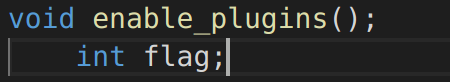 void enable_plugins();
    int flag;